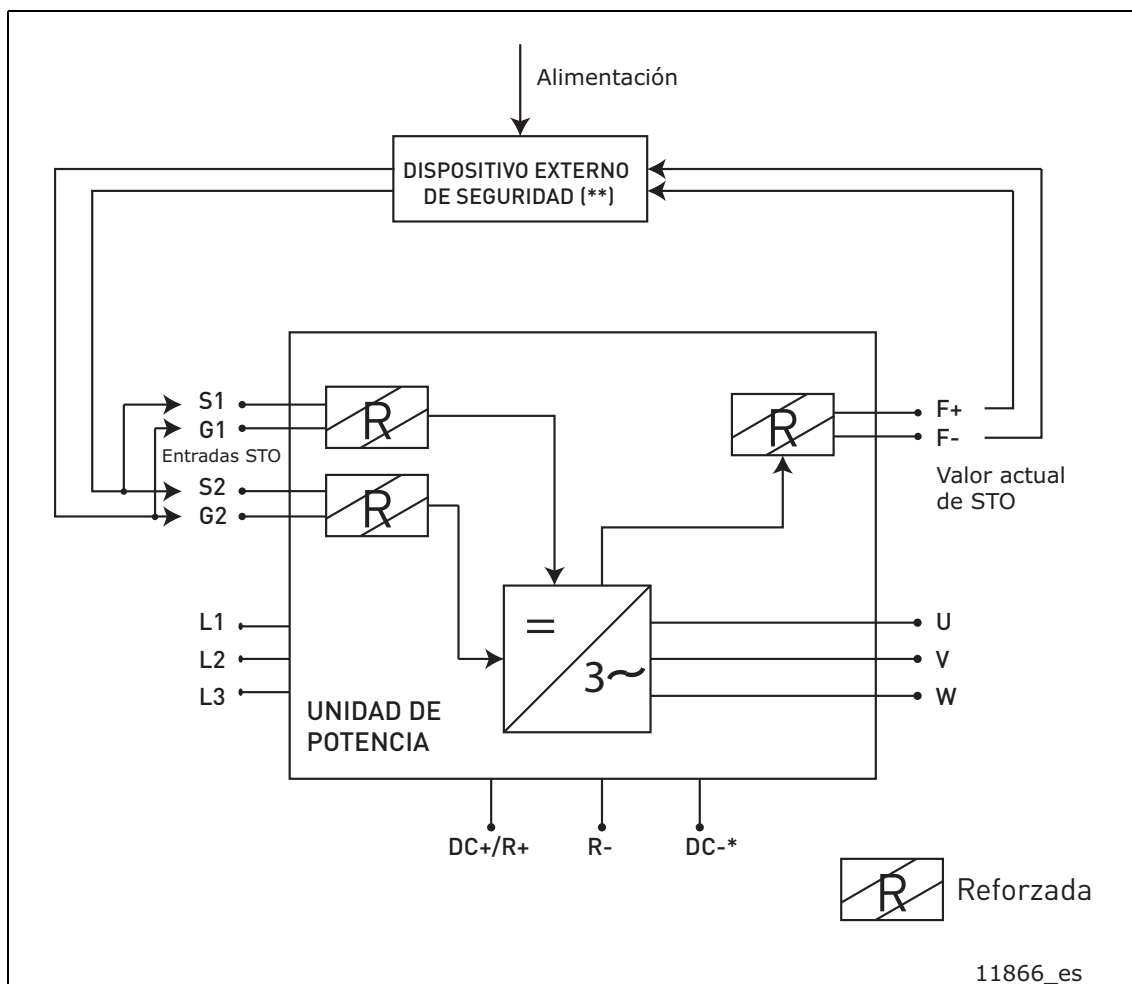 Alimentación
DISPOSITIVO EXTERNO
DE SEGURIDAD (**)
S1
G1
Entradas STO
S2
G2
R
R
R
F+
F-
Valor actual
de STO
L1
L2
L3
=
3~
U
V
W
UNIDAD DE
POTENCIA
DC+/R+
R-
DC-*
R
Reforzada
11866_es